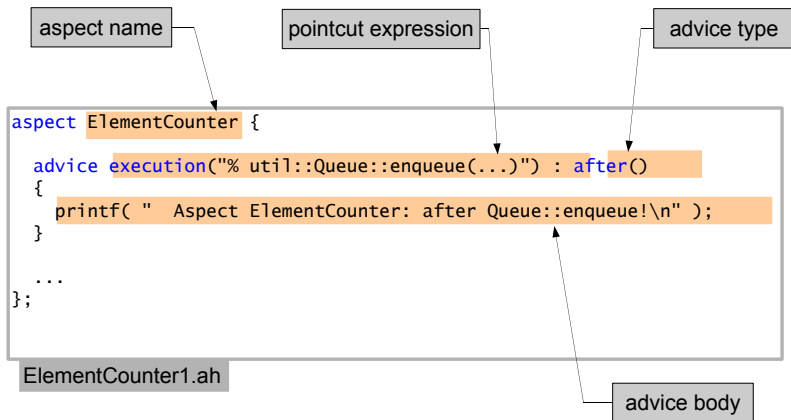 aspect name
pointcut expression
advice type
aspect ElementCounter {
advice execution("% util::Queue::enqueue(...)") : after()
{
printf( "  Aspect ElementCounter: after Queue::enqueue!\n" );
}
...
};
ElementCounter1.ah
advice body